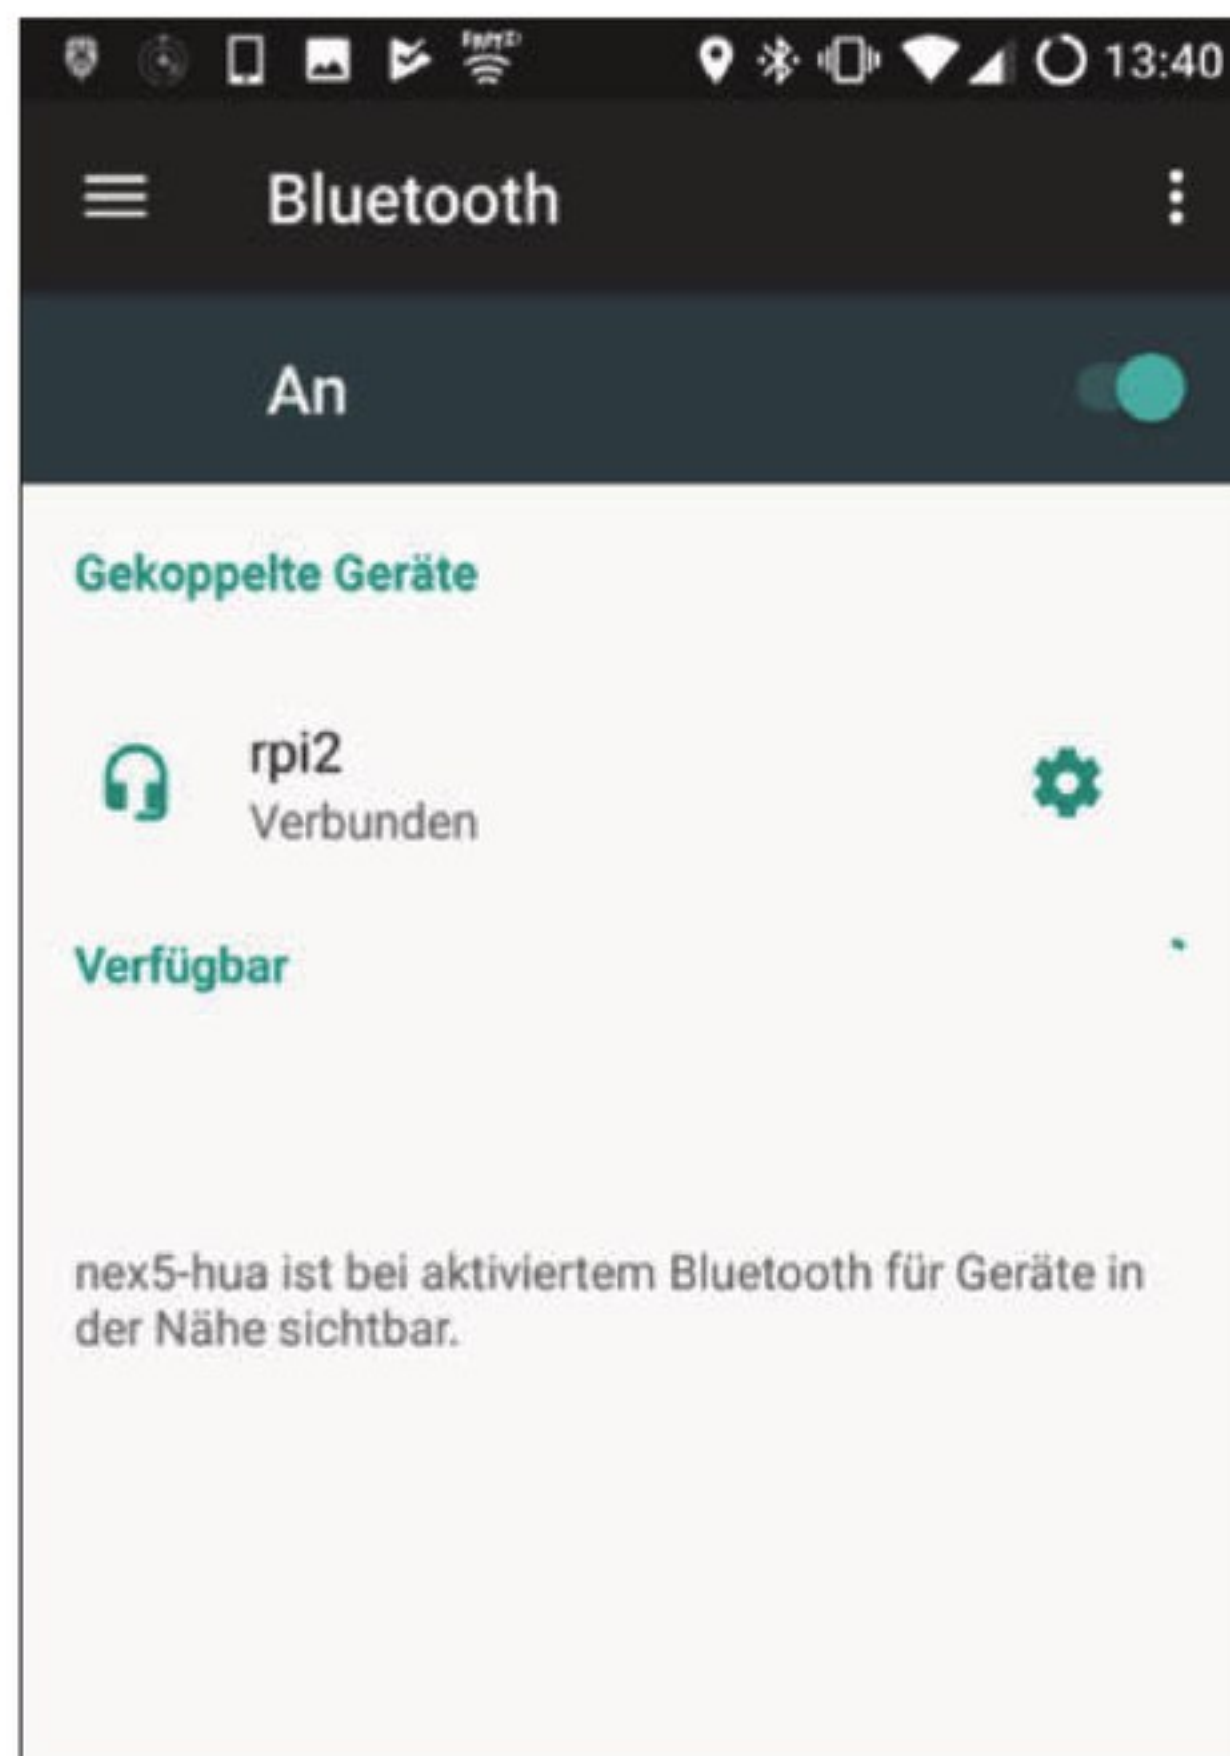 13:40
Bluetooth
An
Gekoppelte Geräte
rpi2
Verbunden
Verfügbar
nex5-hua ist bei aktiviertem Bluetooth für Geräte in
der Nähe sichtbar.